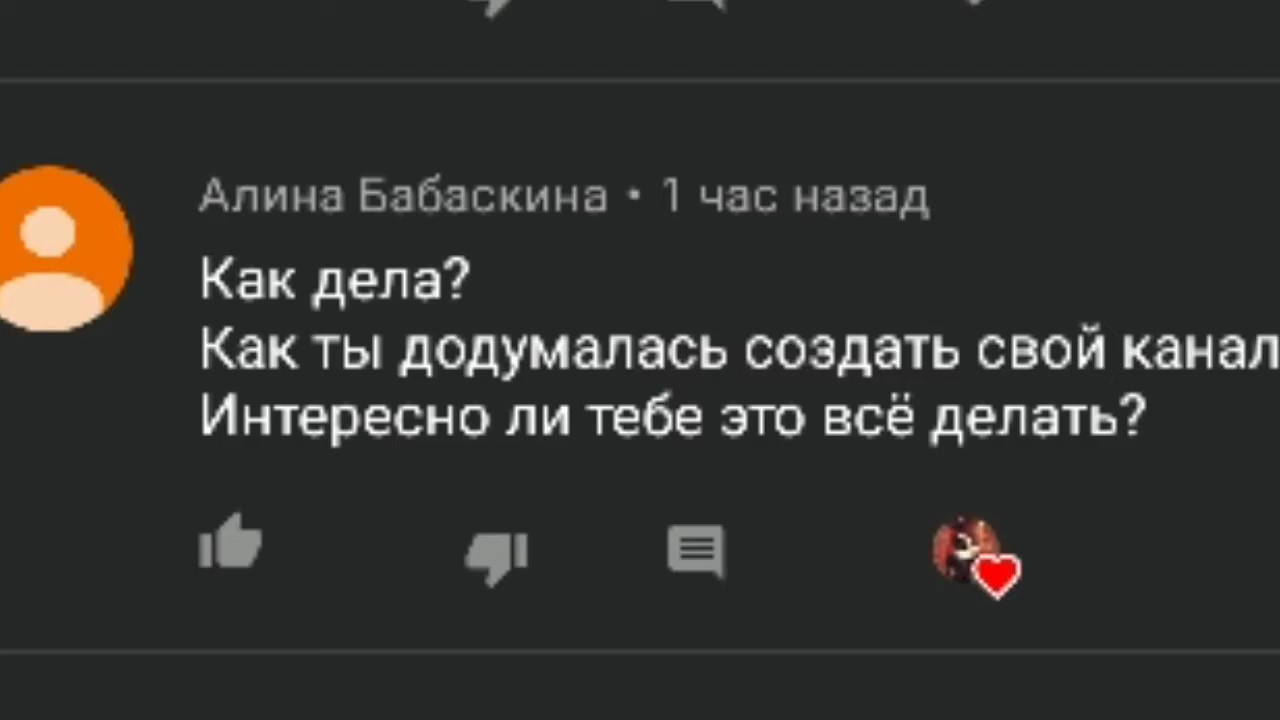 Алина Бабаскина • 1 час назад
Как дела?
Как ты додумалась создать свой канал
Интересно ли тебе это всё делать?